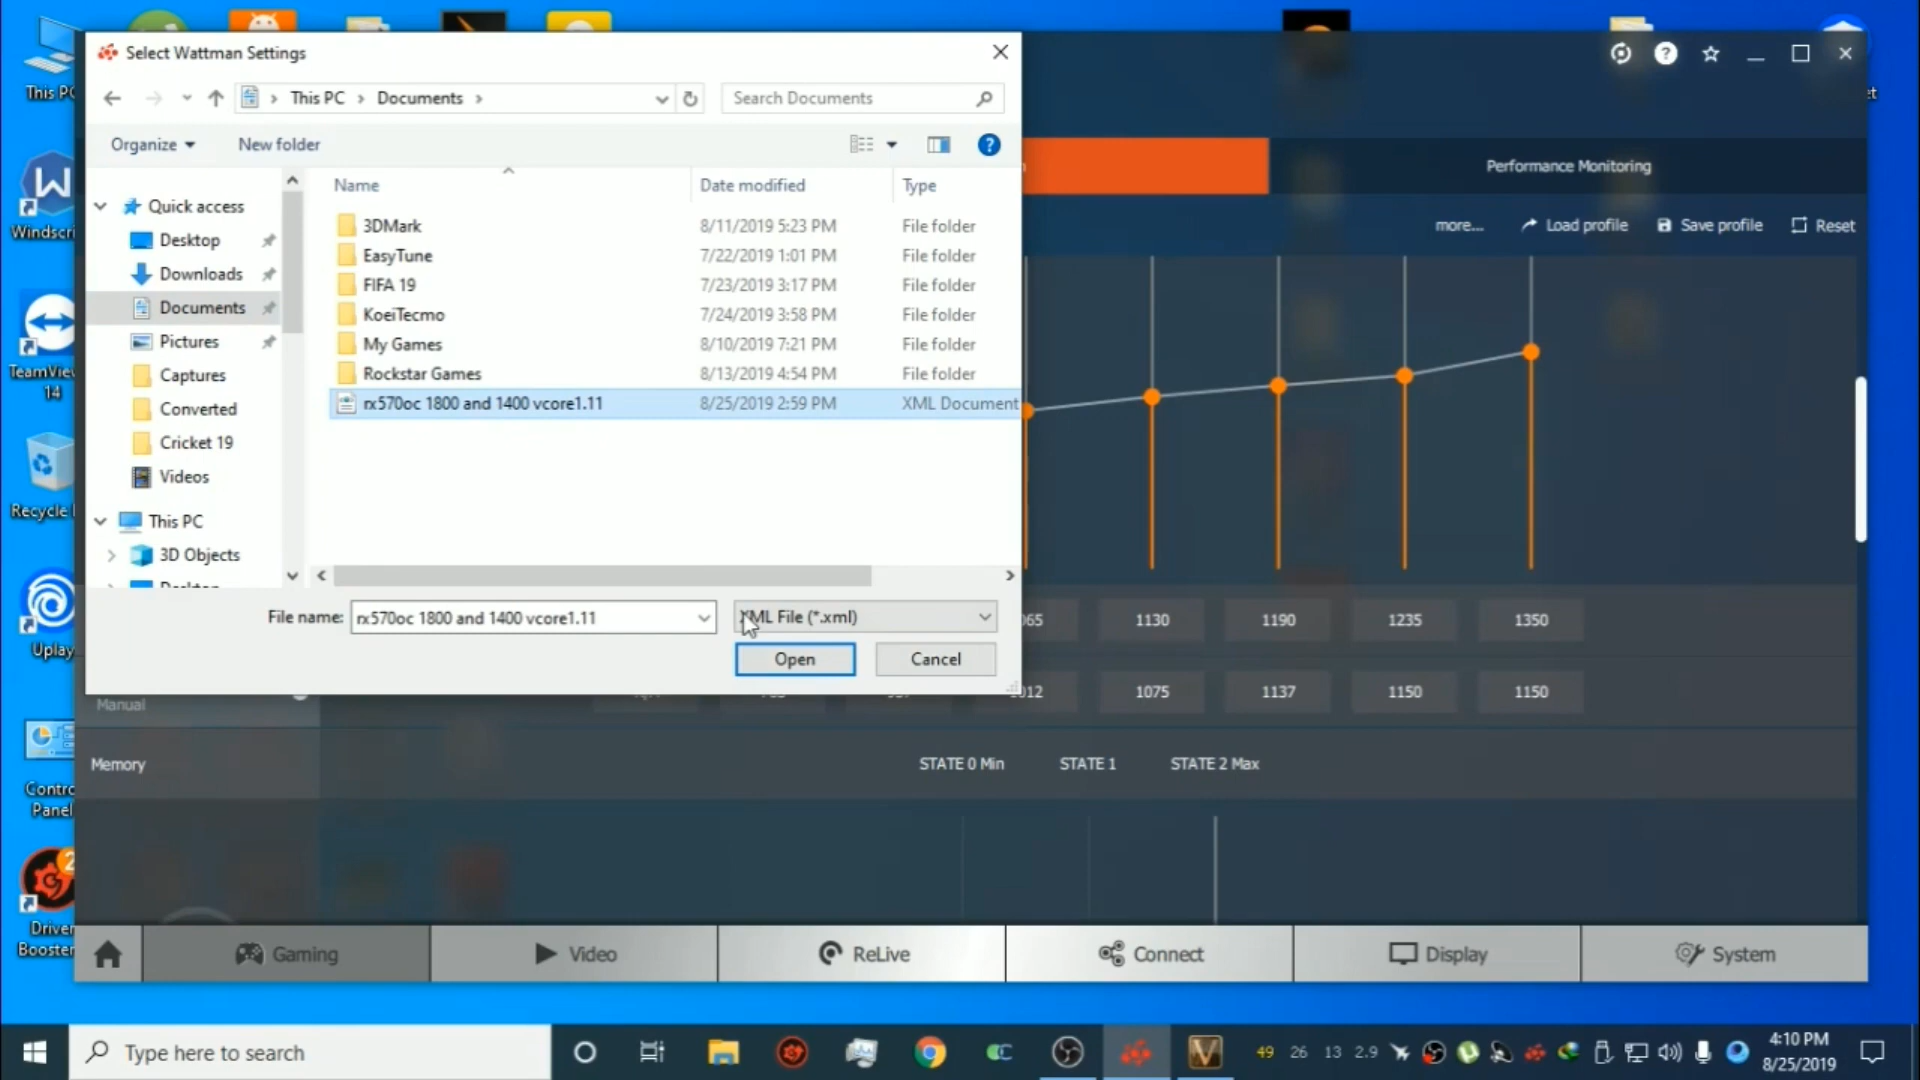 Select Wattman Settings
This PC > Documents >
Search Documents
Organize
New folder
Name
Date modified
Type
Quick access
Desktop
Downloads
Documents
Pictures
Captures
Converted
Cricket 19
Videos
This PC
3D Objects
3DMark 8/11/2019 5:23 PM File folder
EasyTune 7/22/2019 1:01 PM File folder
FIFA 19 7/23/2019 3:17 PM File folder
KoeiTecmo 7/24/2019 3:58 PM File folder
My Games 8/10/2019 7:21 PM File folder
Rockstar Games 8/13/2019 4:54 PM File folder
rx570oc 1800 and 1400 vcore1.11 8/25/2019 2:59 PM XML Document
File name: rx570oc 1800 and 1400 vcore1.11
XML File (*.xml)
Open
Cancel
Performance Monitoring
more...
Load profile
Save profile
Reset
1130 1190 1235 1350
1075 1137 1150 1150
Manual
Memory
STATE 0 Min
STATE 1
STATE 2 Max
Gaming
Video
ReLive
Connect
Display
System
This PC
Windscri
TeamView
14
Recycle
Uplay
Contro
Panel
2
Driver
Booster
Type here to search
49 26 13 2.9
4:10 PM
8/25/2019